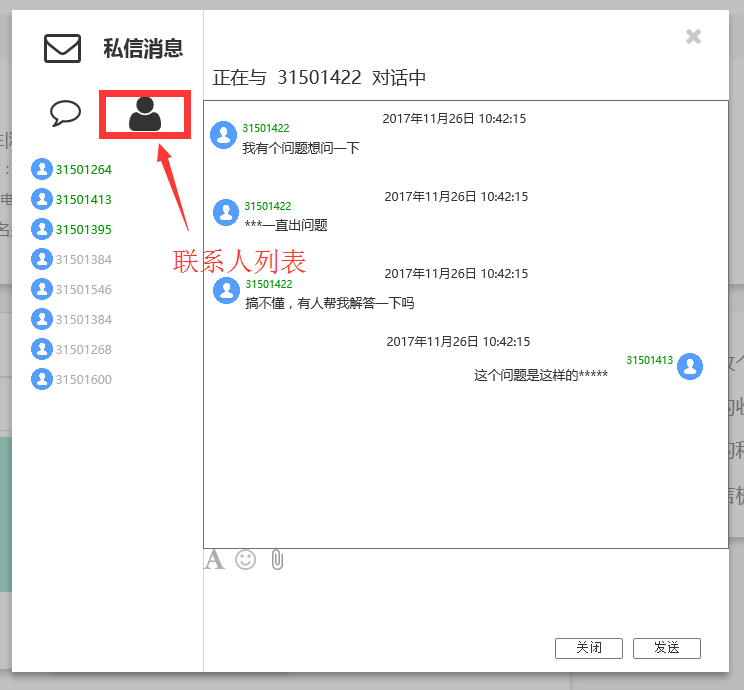 私信消息
正在与 31501422 对话中
31501264
31501413
31501395
31501384
31501546
31501384
31501268
31501600
联系人列表
2017年11月26日 10:42:15
31501422
我有个问题想问一下
2017年11月26日 10:42:15
31501422
***一直出问题
2017年11月26日 10:42:15
31501422
搞不懂，有人帮我解答一下吗
2017年11月26日 10:42:15
31501413
这个问题是这样的*****
A
关闭
发送